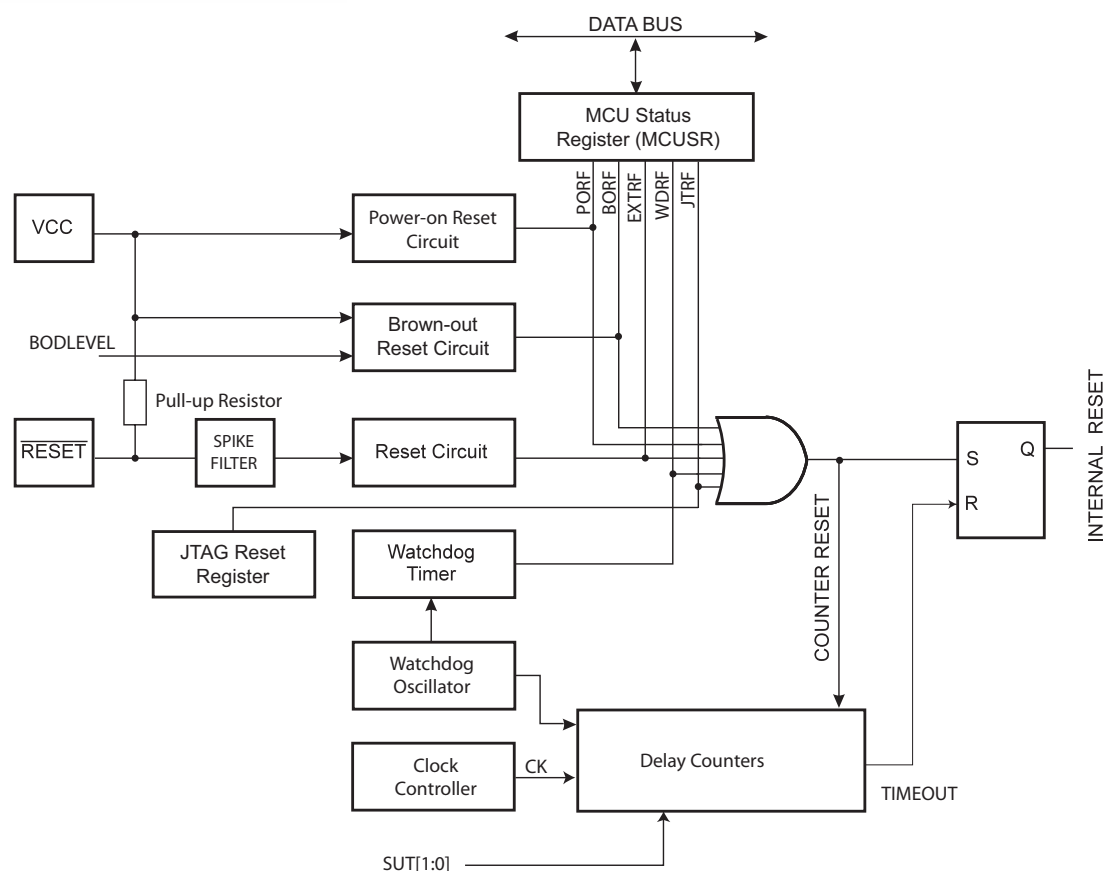 DATA BUS
MCU Status
Register (MCUSR)
PORF
BORF
EXTRF
WDRF
JTRF
VCC
Power-on Reset
Circuit
BODLEVEL
Brown-out
Reset Circuit
Pull-up Resistor
RESET
SPIKE
FILTER
Reset Circuit
JTAG Reset
Register
Watchdog
Timer
Watchdog
Oscillator
Clock
Controller
CK
Delay Counters
SUT[1:0]
COUNTER RESET
TIMEOUT
S
R
Q
INTERNAL RESET